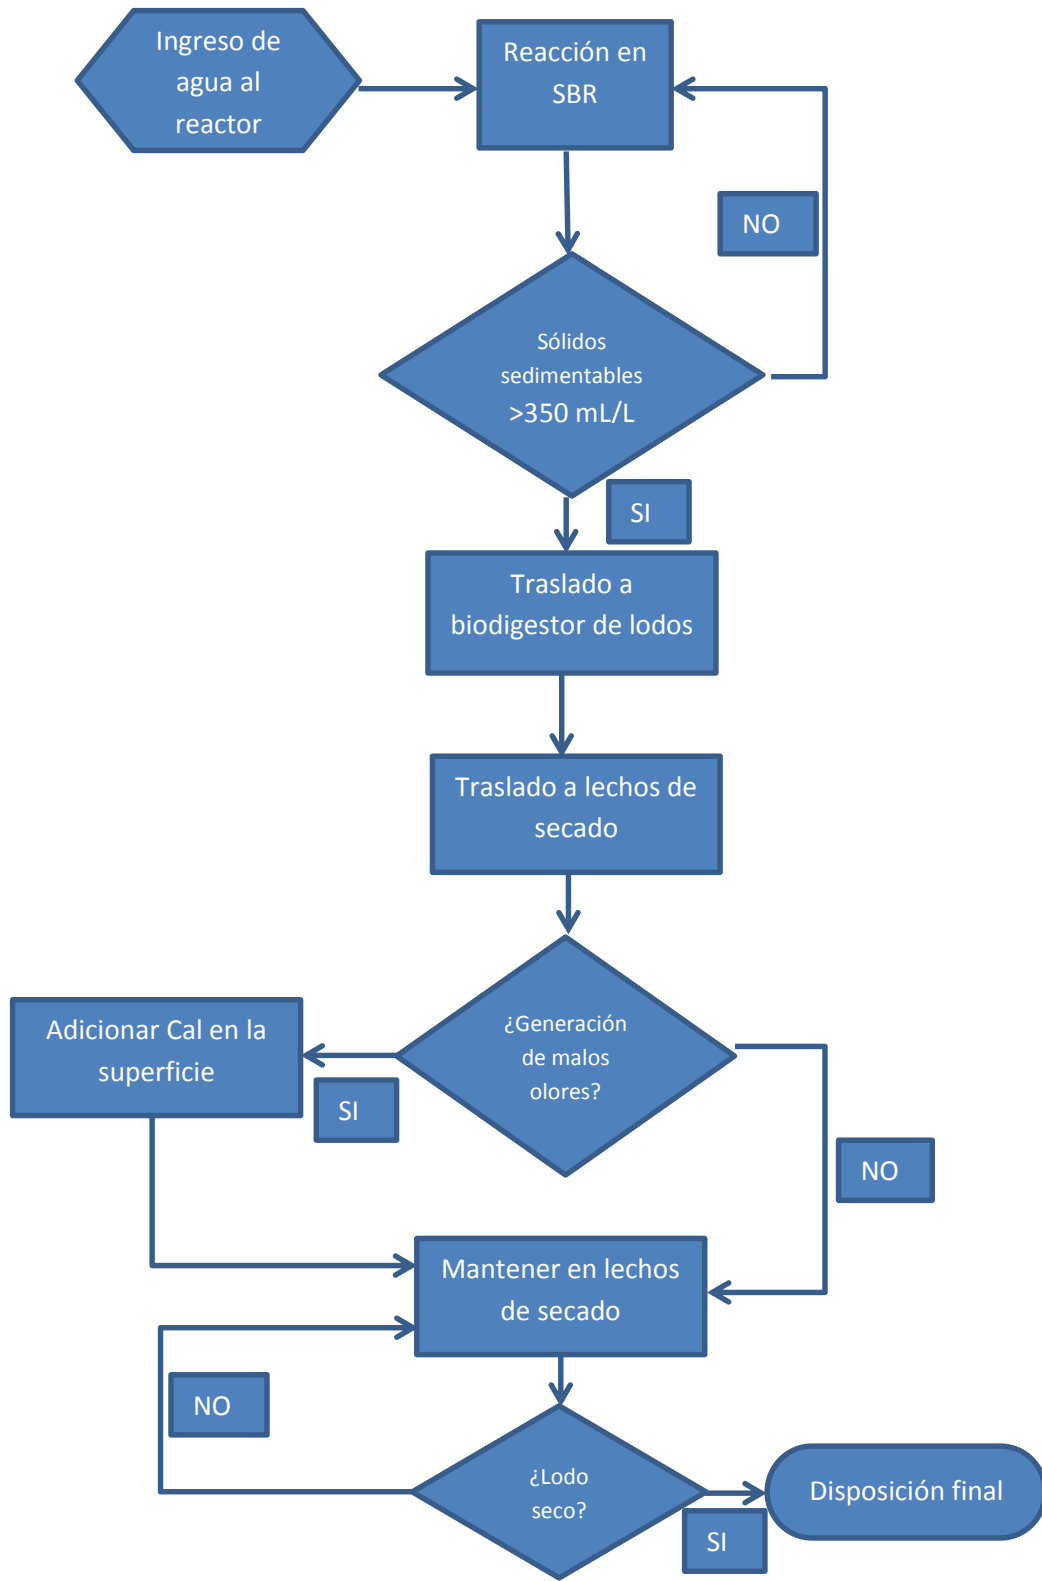 Ingreso de
agua al
reactor
Reacción en
SBR
NO
Sólidos
sedimentables
>350 mL/L
SI
Traslado a
biodigestor de lodos
Traslado a lechos de
secado
¿Generación
de malos
olores?
Adicionar Cal en la
superficie
SI
NO
Mantener en lechos
de secado
NO
¿Lodo
seco?
SI
Disposición final